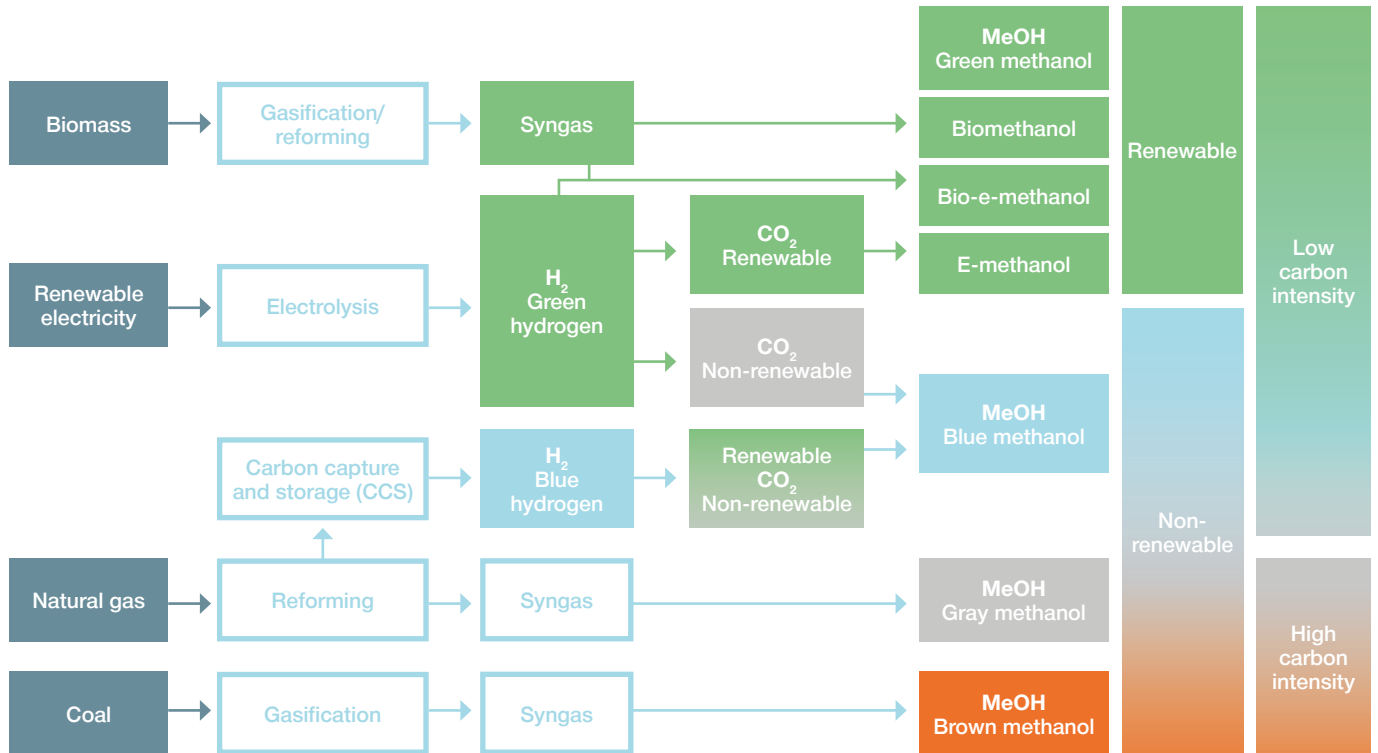 MeOH
Green methanol
Biomass
Gasification/
reforming
Syngas
Biomethanol
Renewable
Bio-e-methanol
Renewable
electricity
Electrolysis
H₂
Green
hydrogen
CO₂
Renewable
E-methanol
Low
carbon
intensity
CO₂
Non-renewable
MeOH
Blue methanol
Carbon capture
and storage (CCS)
H₂
Blue
hydrogen
Renewable
CO₂
Non-renewable
Non-
renewable
Natural gas
Reforming
Syngas
MeOH
Gray methanol
High
carbon
intensity
Coal
Gasification
Syngas
MeOH
Brown methanol